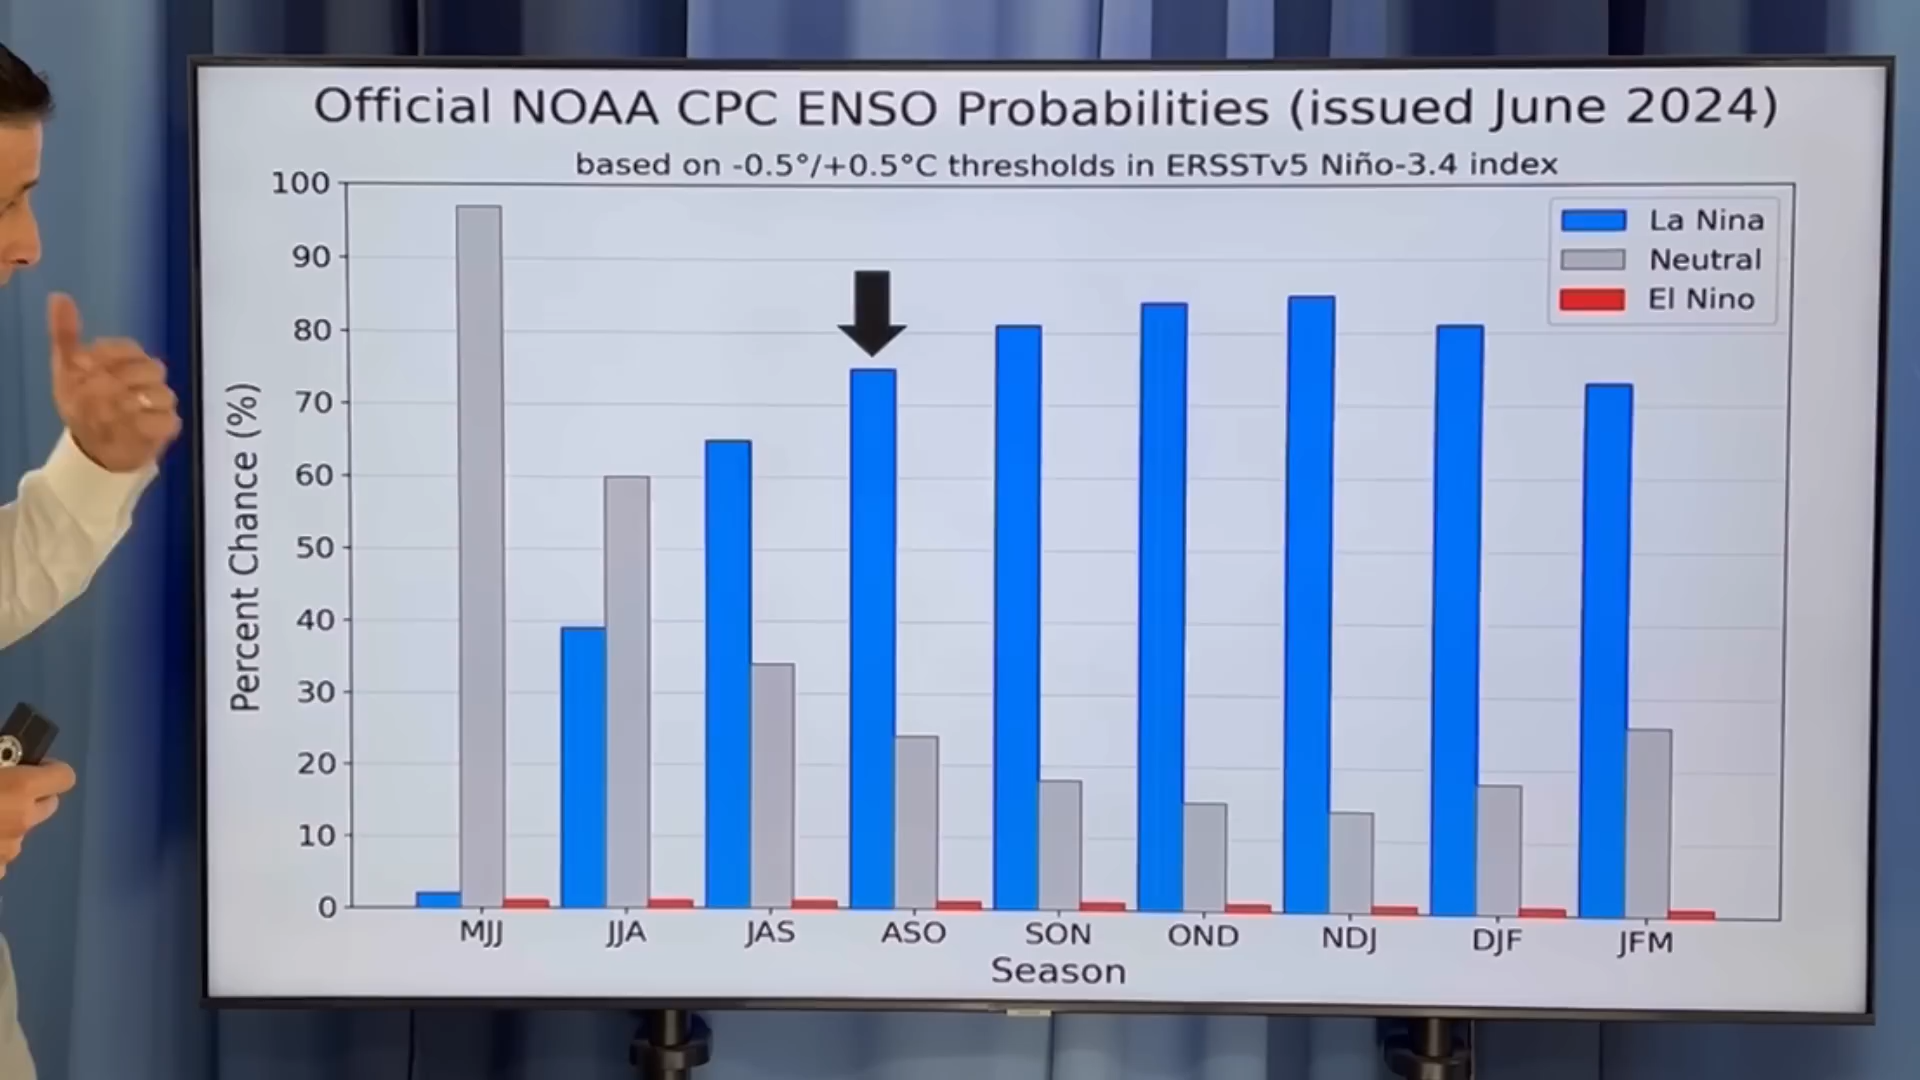 Official NOAA CPC ENSO Probabilities (issued June 2024)
based on -0.5°/+0.5°C thresholds in ERSSTv5 Niño-3.4 index
La Nina
Neutral
El Nino
Percent Chance (%)
100
90
80
70
60
50
40
30
20
10
0
MJJ JJA JAS ASO SON OND NDJ DJF JFM
Season